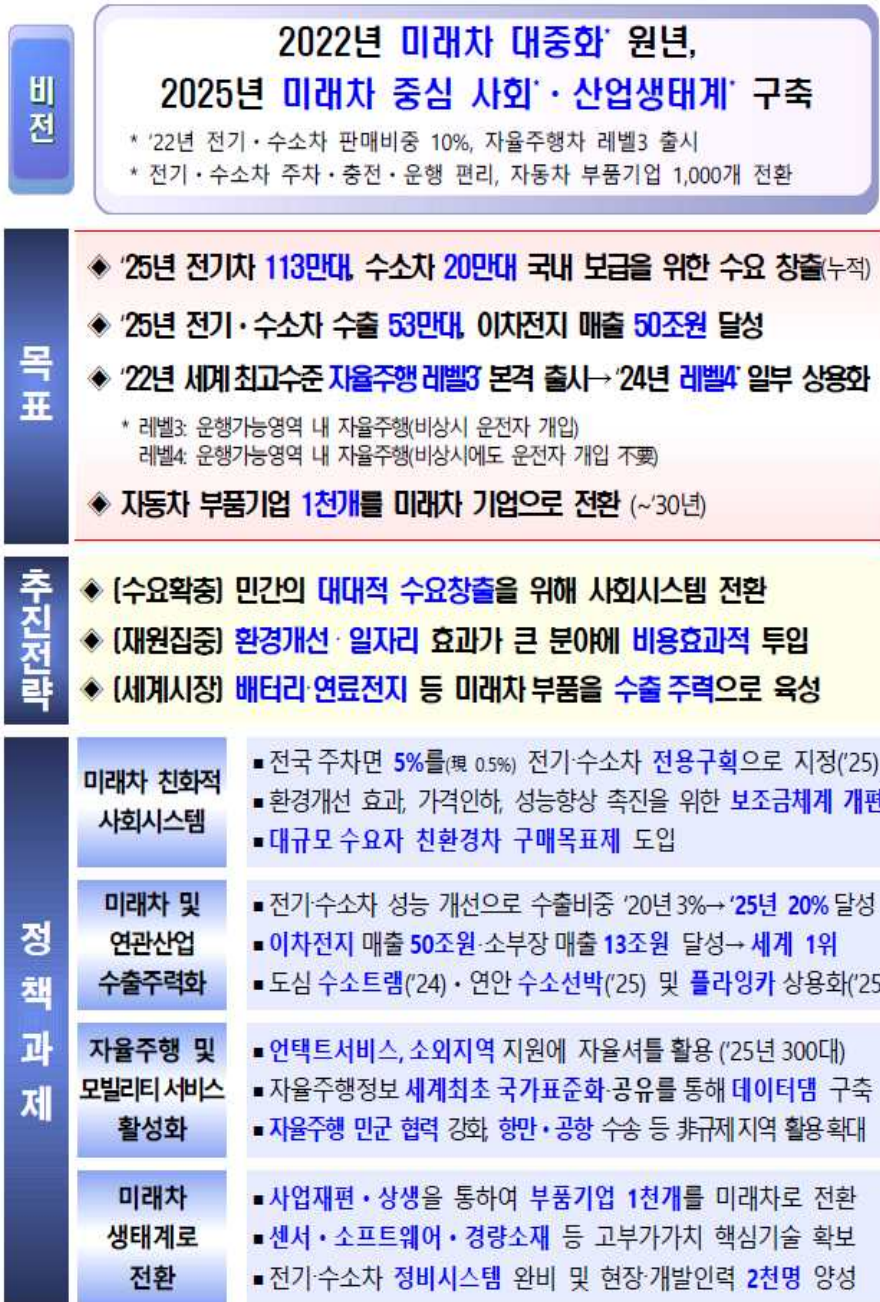 비전
2022년 미래차 대중화* 원년,
2025년 미래차 중심 사회*・산업생태계* 구축
* '22년 전기・수소차 판매비중 10%, 자율주행차 레벨3 출시
* 전기・수소차 주차・충전・운행 편리, 자동차 부품기업 1,000개 전환
목표
◈ '25년 전기차 113만대, 수소차 20만대 국내 보급을 위한 수요 창출(누적)
◈ '25년 전기・수소차 수출 53만대, 이차전지 매출 50조원 달성
◈ '22년 세계 최고수준 자율주행 레벨3* 본격 출시→'24년 레벨4* 일부 상용화
* 레벨3: 운행가능영역 내 자율주행(비상시 운전자 개입)
레벨4: 운행가능영역 내 자율주행(비상시에도 운전자 개입 不要)
◈ 자동차 부품기업 1천개를 미래차 기업으로 전환 (~'30년)
추진전략
◈ (수요확충) 민간의 대대적 수요창출을 위해 사회시스템 전환
◈ (재원집중) 환경개선·일자리 효과가 큰 분야에 비용효과적 투입
◈ (세계시장) 배터리·연료전지 등 미래차 부품을 수출 주력으로 육성
정책과제
미래차 친화적
사회시스템
▪ 전국 주차면 5%를(現 0.5%) 전기·수소차 전용구획으로 지정('25)
▪ 환경개선 효과, 가격인하, 성능향상 촉진을 위한 보조금체계 개편
▪ 대규모 수요자 친환경차 구매목표제 도입
미래차 및
연관산업
수출주력화
▪ 전기·수소차 성능 개선으로 수출비중 '20년 3%→'25년 20% 달성
▪ 이차전지 매출 50조원·소부장 매출 13조원 달성→세계 1위
▪ 도심 수소트램('24)・연안 수소선박('25) 및 플라잉카 상용화('25
자율주행 및
모빌리티 서비스
활성화
▪ 언택트서비스, 소외지역 지원에 자율셔틀 활용 ('25년 300대)
▪ 자율주행정보 세계최초 국가표준화·공유를 통해 데이터댐 구축
▪ 자율주행 민군 협력 강화, 항만・공항 수송 등 非규제지역 활용 확대
미래차
생태계로
전환
▪ 사업재편・상생을 통하여 부품기업 1천개를 미래차로 전환
▪ 센서・소프트웨어・경량소재 등 고부가가치 핵심기술 확보
▪ 전기·수소차 정비시스템 완비 및 현장·개발인력 2천명 양성